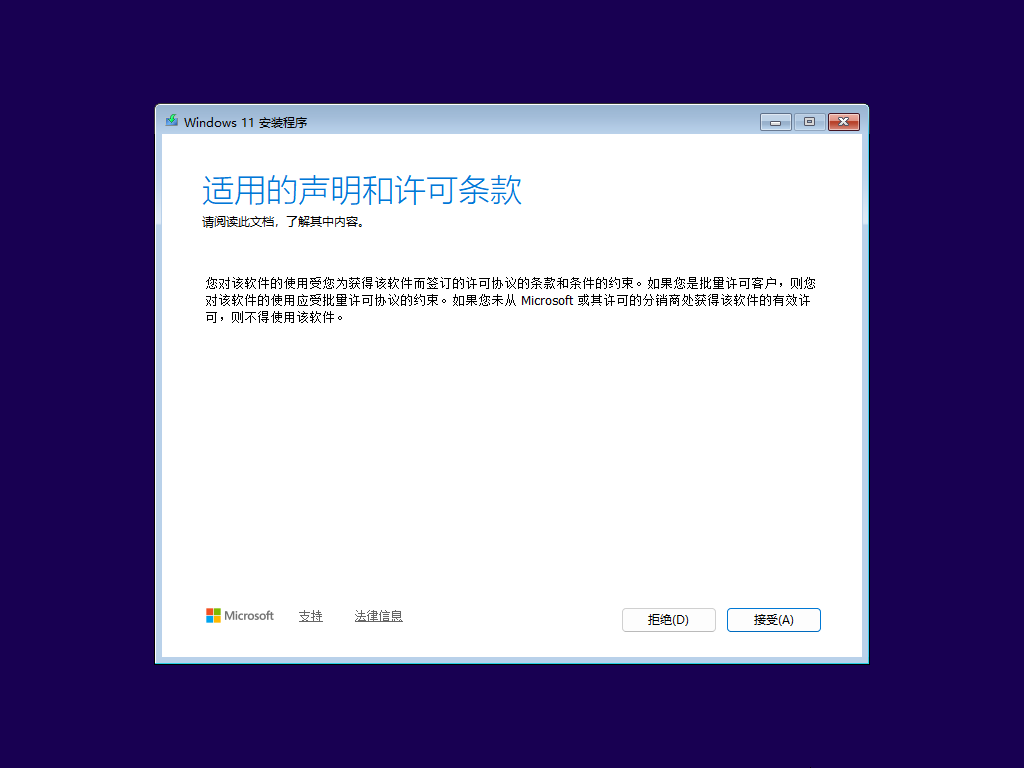 Windows 11 安装程序
适用的声明和许可条款
请阅读此文档，了解其中内容。
您对该软件的使用受您为获得该软件而签订的许可协议的条款和条件的约束。如果您是批量许可客户，则您
对该软件的使用应受批量许可协议的约束。如果您未从 Microsoft 或其许可的分销商处获得该软件的有效许
可，则不得使用该软件。
Microsoft 支持 法律信息 拒绝(D) 接受(A)